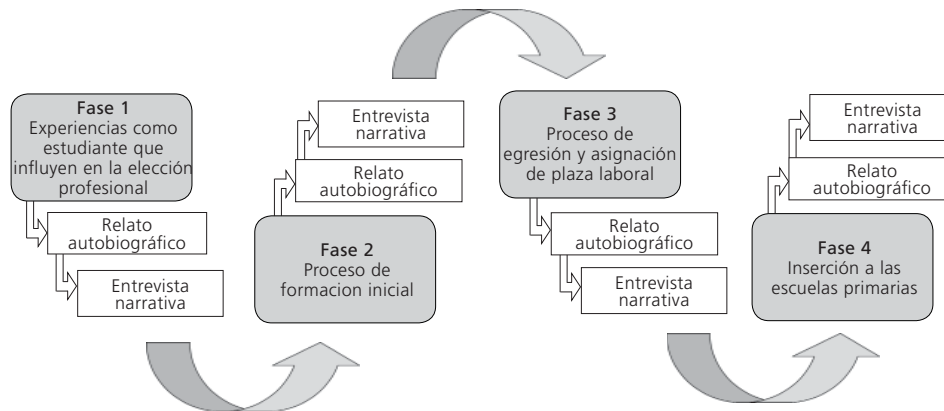 Fase 1
Experiencias como
estudiante que
influyen en la elección
profesional
Relato
autobiográfico
Entrevista
narrativa
Entrevista
narrativa
Relato
autobiográfico
Fase 2
Proceso de
formacion inicial
Fase 3
Proceso de
egresión y asignación
de plaza laboral
Relato
autobiográfico
Entrevista
narrativa
Entrevista
narrativa
Relato
autobiográfico
Fase 4
Inserción a las
escuelas primarias